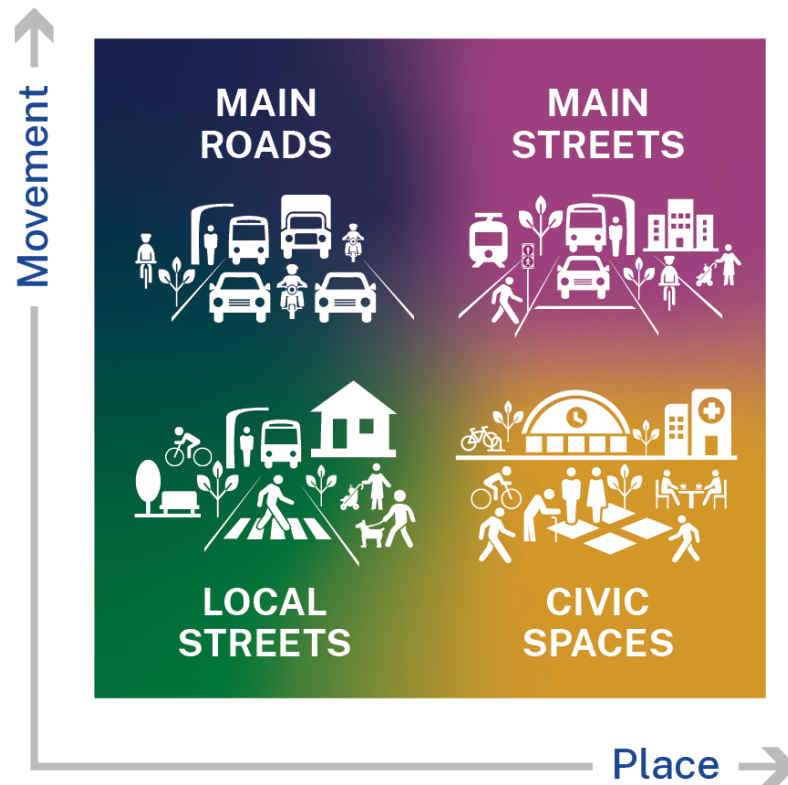 Movement
MAIN
ROADS
MAIN
STREETS
LOCAL
STREETS
CIVIC
SPACES
Place